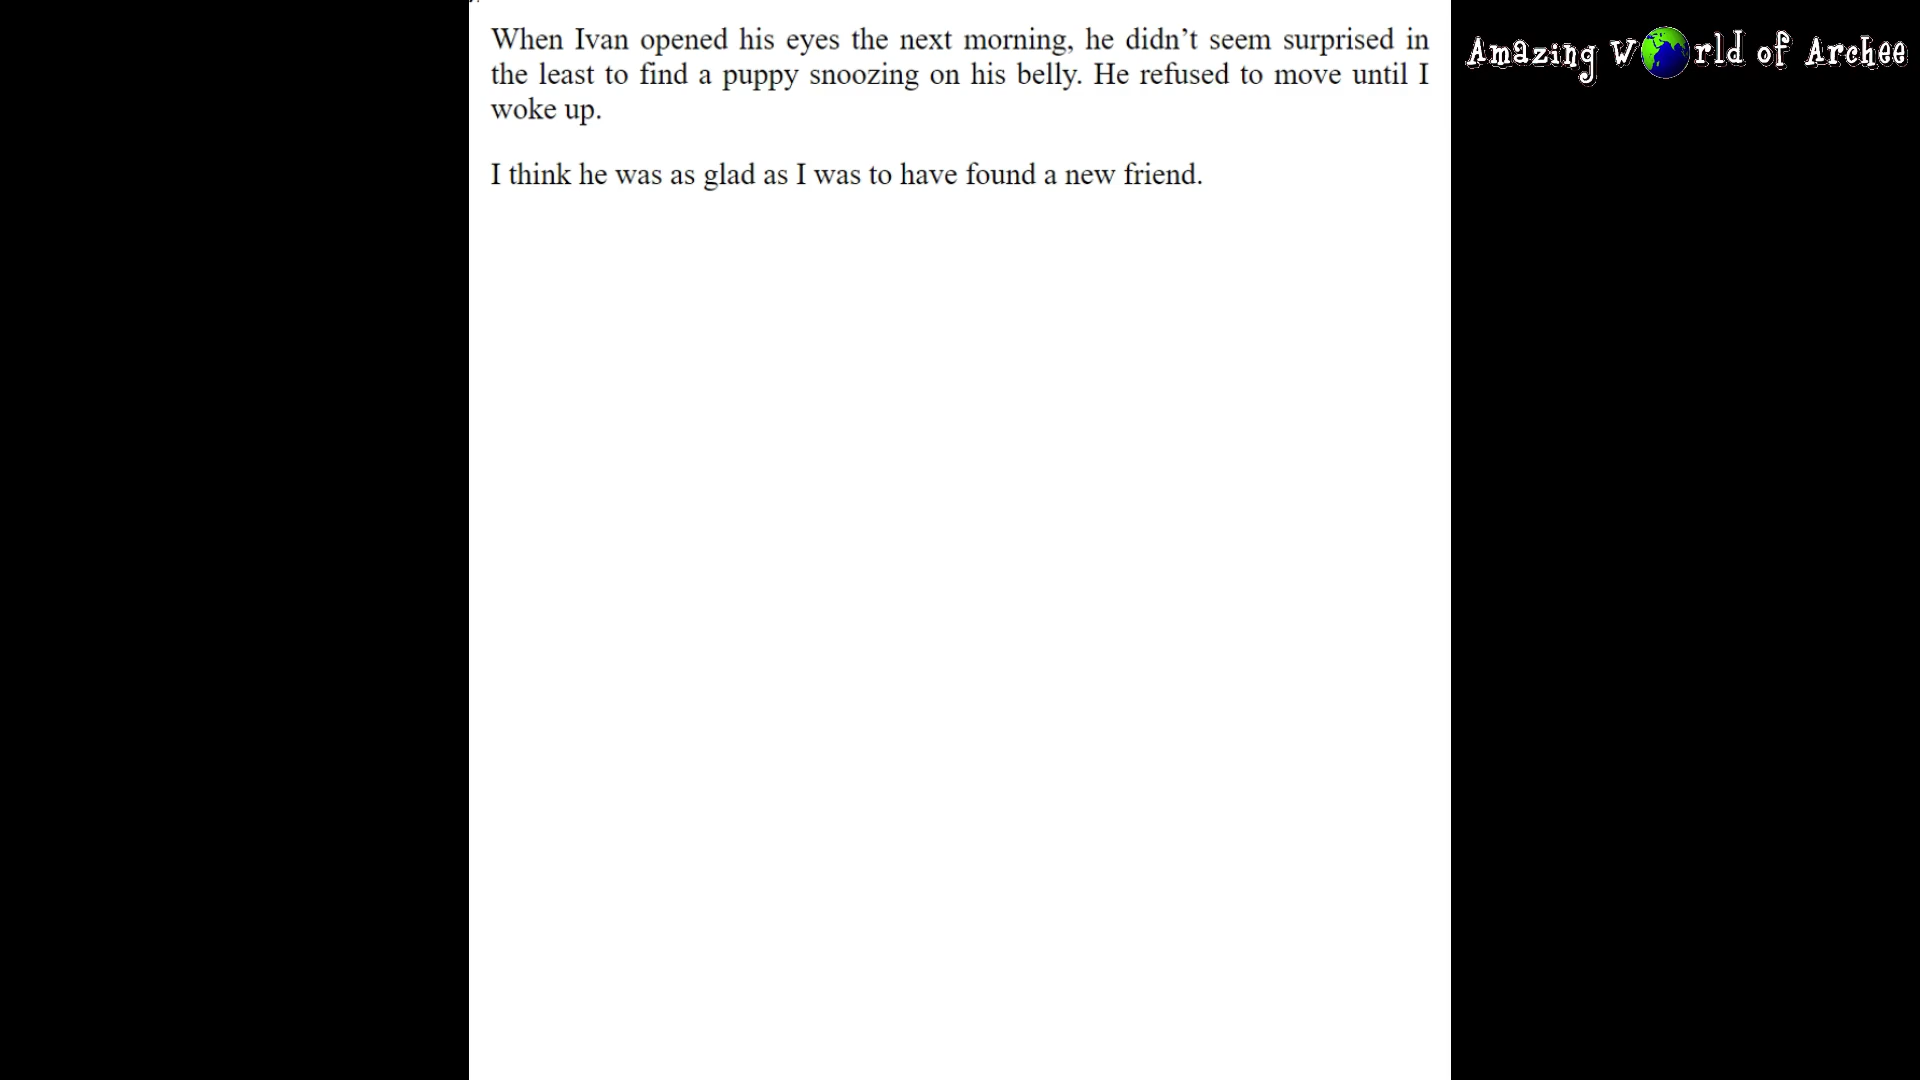 When Ivan opened his eyes the next morning, he didn’t seem surprised in
the least to find a puppy snoozing on his belly. He refused to move until I
woke up.
I think he was as glad as I was to have found a new friend.
Amazing W rld of Archee